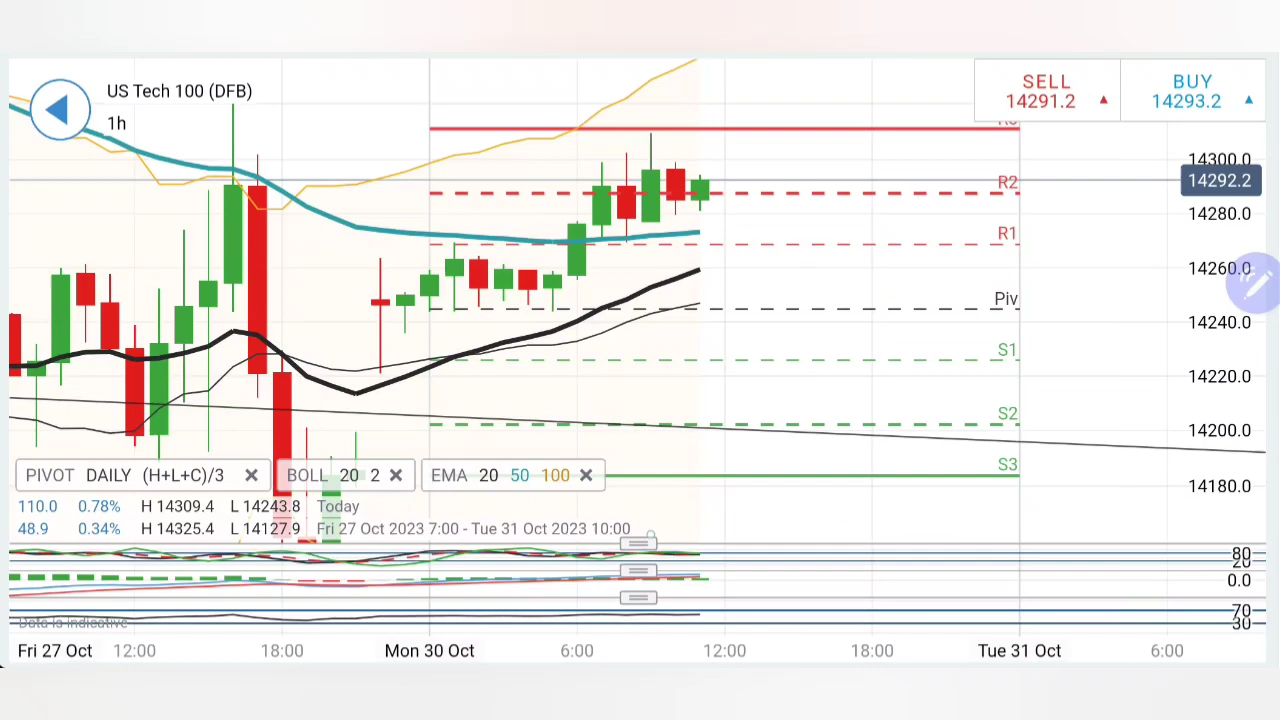 US Tech 100 (DFB)
1h
SELL
14291.2
BUY
14293.2
14300.0
R2
14292.2
14280.0
R1
14260.0
Piv
14240.0
S1
14220.0
S2
14200.0
S3
14180.0
PIVOT DAILY (H+L+C)/3 BOLL 20 2 EMA 20 50 100
110.0 0.78% H 14309.4 L 14243.8 Today
48.9 0.34% H 14325.4 L 14127.9 Fri 27 Oct 2023 7:00 - Tue 31 Oct 2023 10:00
80
20
0.0
70
30
Data is indicative
Fri 27 Oct 12:00 18:00 Mon 30 Oct 6:00 12:00 18:00 Tue 31 Oct 6:00